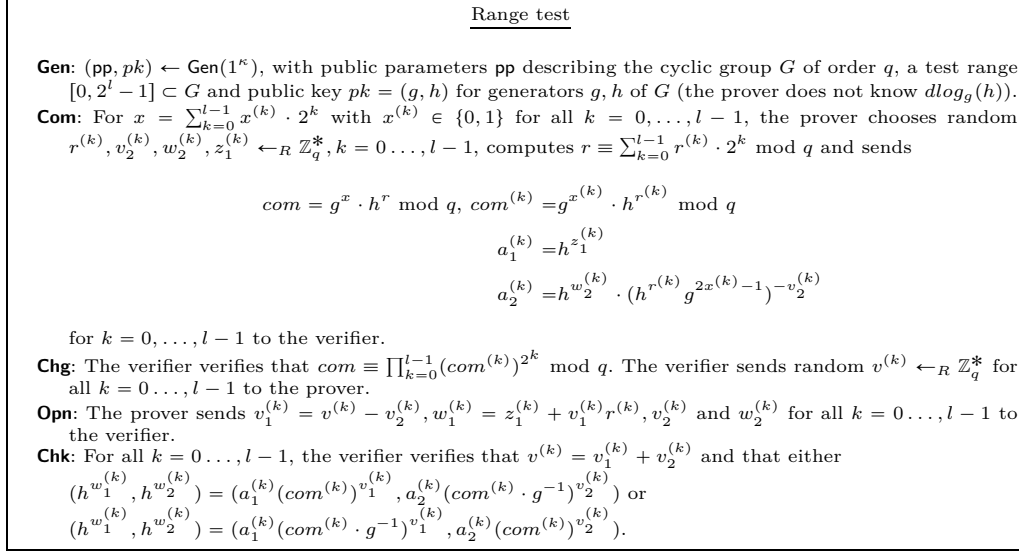 Range test
Gen: (pp, pk) ← Gen(1^κ), with public parameters pp describing the cyclic group G of order q, a test range
[0, 2^l − 1] ⊂ G and public key pk = (g, h) for generators g, h of G (the prover does not know dlog_g(h)).
Com: For x = ∑_{k=0}^{l−1} x^{(k)} · 2^k with x^{(k)} ∈ {0, 1} for all k = 0, . . . , l − 1, the prover chooses random
r^{(k)}, v_2^{(k)}, w_2^{(k)}, z_1^{(k)} ←_R ℤ_q^*, k = 0 . . . , l − 1, computes r ≡ ∑_{k=0}^{l−1} r^{(k)} · 2^k mod q and sends
com = g^x · h^r mod q, com^{(k)} = g^{x^{(k)}} · h^{r^{(k)}} mod q
a_1^{(k)} = h^{z_1^{(k)}}
a_2^{(k)} = h^{w_2^{(k)}} · (h^{r^{(k)}} g^{2x^{(k)}−1})^{−v_2^{(k)}}
for k = 0, . . . , l − 1 to the verifier.
Chg: The verifier verifies that com ≡ ∏_{k=0}^{l−1} (com^{(k)})^{2^k} mod q. The verifier sends random v^{(k)} ←_R ℤ_q^* for
all k = 0 . . . , l − 1 to the prover.
Opn: The prover sends v_1^{(k)} = v^{(k)} − v_2^{(k)}, w_1^{(k)} = z_1^{(k)} + v_1^{(k)} r^{(k)}, v_2^{(k)} and w_2^{(k)} for all k = 0 . . . , l − 1 to
the verifier.
Chk: For all k = 0 . . . , l − 1, the verifier verifies that v^{(k)} = v_1^{(k)} + v_2^{(k)} and that either
(h^{w_1^{(k)}}, h^{w_2^{(k)}}) = (a_1^{(k)} (com^{(k)})^{v_1^{(k)}}, a_2^{(k)} (com^{(k)} · g^{−1})^{v_2^{(k)}}) or
(h^{w_1^{(k)}}, h^{w_2^{(k)}}) = (a_1^{(k)} (com^{(k)} · g^{−1})^{v_1^{(k)}}, a_2^{(k)} (com^{(k)})^{v_2^{(k)}}).